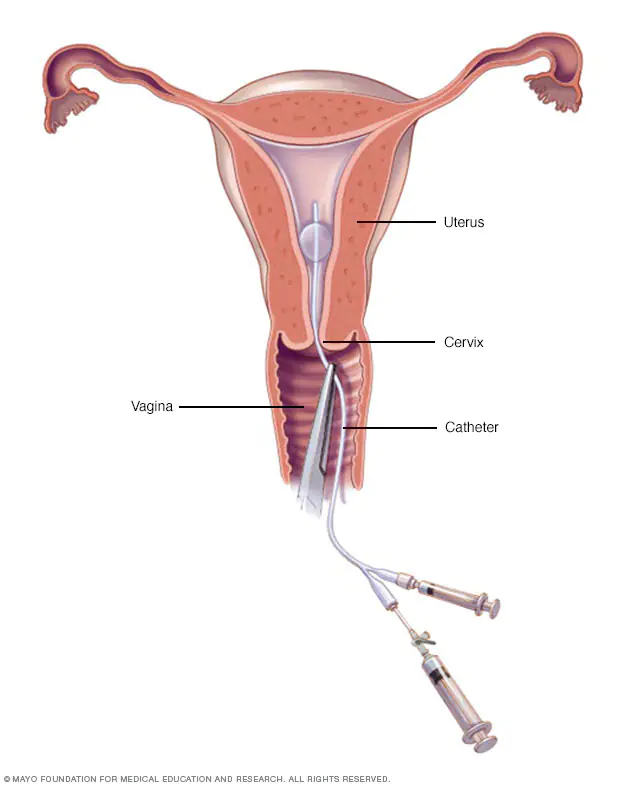 Uterus
Cervix
Vagina
Catheter
© MAYO FOUNDATION FOR MEDICAL EDUCATION AND RESEARCH. ALL RIGHTS RESERVED.